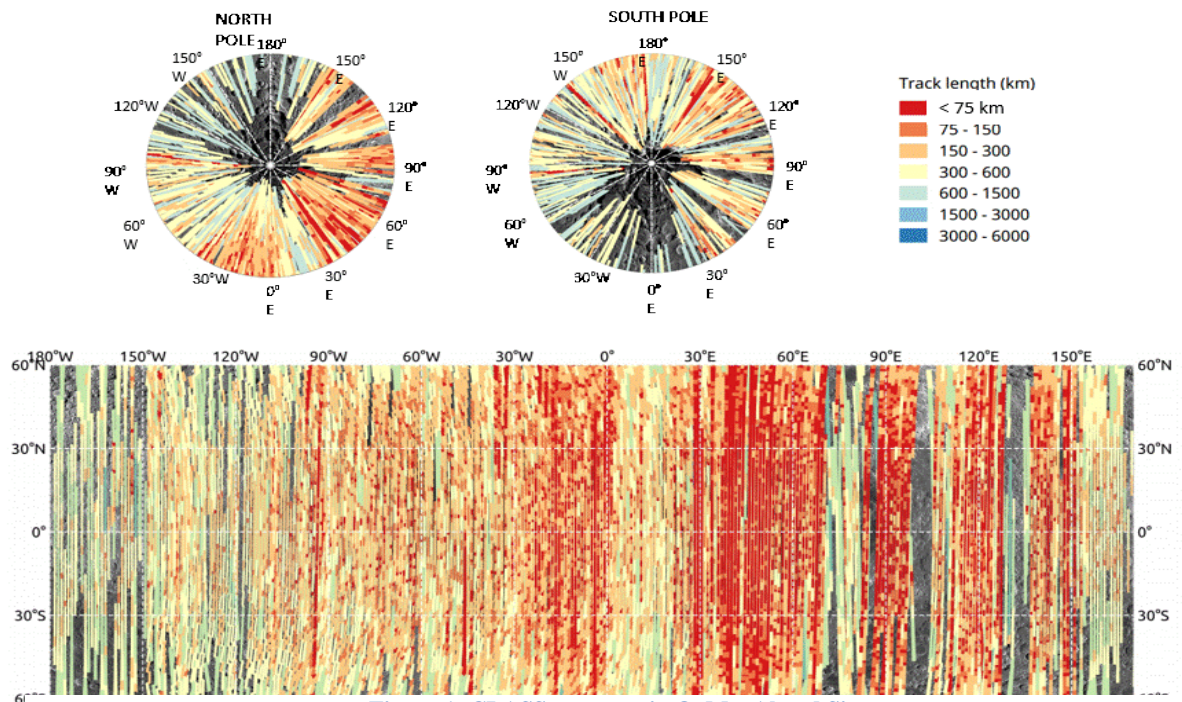 NORTH
POLE
180°
E
150°
W
150°
E
120°W
120°
E
90°
W
90°
E
60°
W
60°
E
30°W
30°
E
0°
E
SOUTH POLE
180°
E
150°
W
150°
E
120°W
120°
E
90°
W
90°
E
60°
W
60°
E
30°W
30°
E
0°
E
Track length (km)
< 75 km
75 - 150
150 - 300
300 - 600
600 - 1500
1500 - 3000
3000 - 6000
180°W 150°W 120°W 90°W 60°W 30°W 0° 30°E 60°E 90°E 120°E 150°E
60°N 60°N
30°N 30°N
0° 0°
30°S 30°S